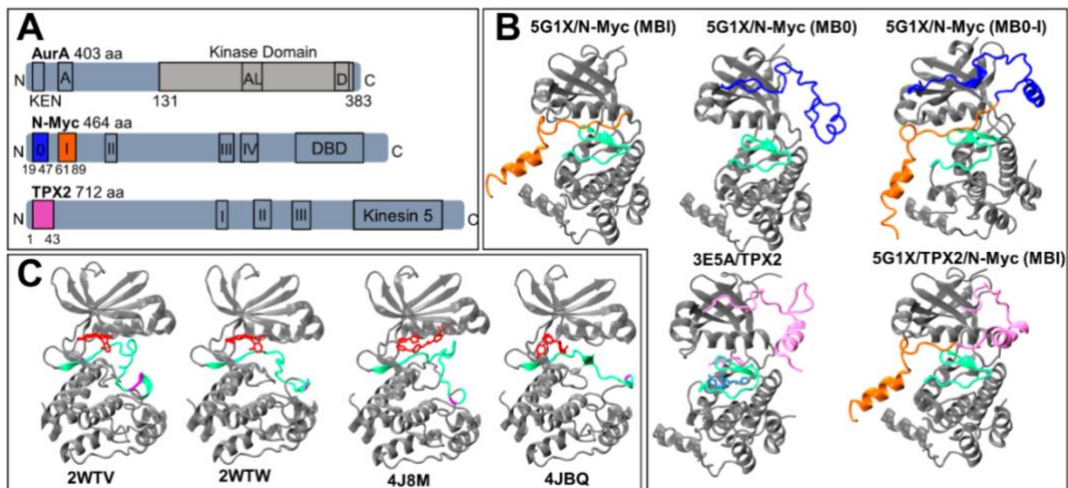 A
AurA 403 aa
Kinase Domain
N A AL D C
KEN 131 383
N-Myc 464 aa
N 0 I II III IV DBD C
19 47 61 89
TPX2 712 aa
N I II III Kinesin 5 C
1 43
B
5G1X/N-Myc (MBI) 5G1X/N-Myc (MB0) 5G1X/N-Myc (MB0-I)
3E5A/TPX2 5G1X/TPX2/N-Myc (MBI)
C
2WTV 2WTW 4J8M 4JBQ